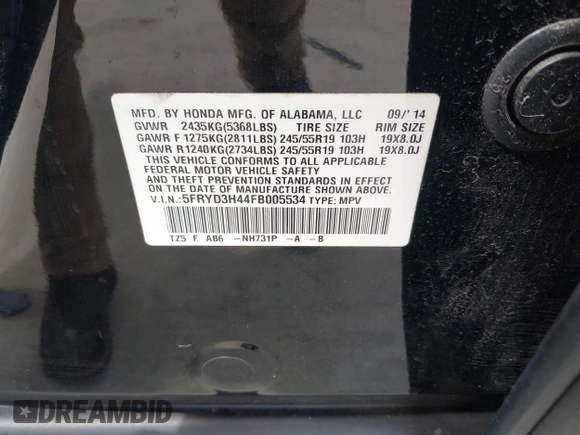 MFD. BY HONDA MFG. OF ALABAMA, LLC 09/'14
GVWR 2435KG(5368LBS) TIRE SIZE RIM SIZE
GAWR F 1275KG(2811LBS) 245/55R19 103H 19X8.0J
GAWR R1240KG(2734LBS) 245/55R19 103H 19X8.0J
THIS VEHICLE CONFORMS TO ALL APPLICABLE
FEDERAL MOTOR VEHICLE SAFETY
AND THEFT PREVENTION STANDARDS IN EFFECT
ON THE DATE OF MANUFACTURE SHOWN ABOVE.
V.I.N.:5FRYD3H44FB005534 TYPE: MPV
TZ5 F AB6 -NH731P -A -B
DREAMBID